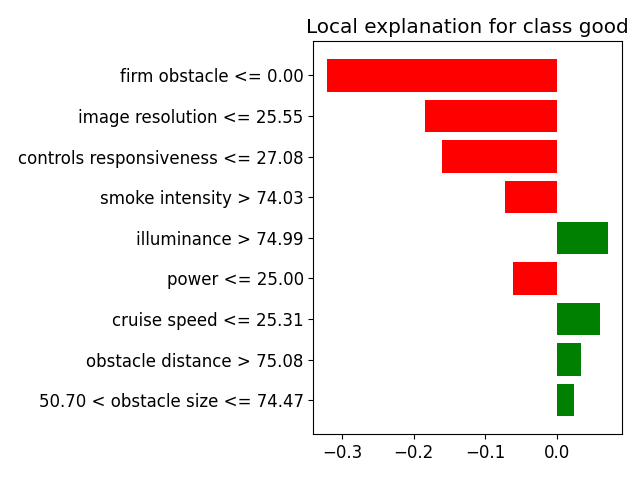 Local explanation for class good
firm obstacle <= 0.00
image resolution <= 25.55
controls responsiveness <= 27.08
smoke intensity > 74.03
illuminance > 74.99
power <= 25.00
cruise speed <= 25.31
obstacle distance > 75.08
50.70 < obstacle size <= 74.47
−0.3 −0.2 −0.1 0.0